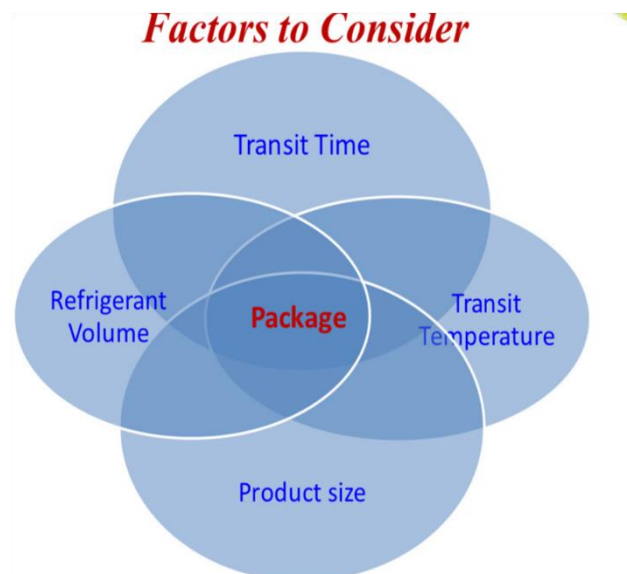 Factors to Consider
Transit Time
Refrigerant
Volume
Package
Transit
Temperature
Product size